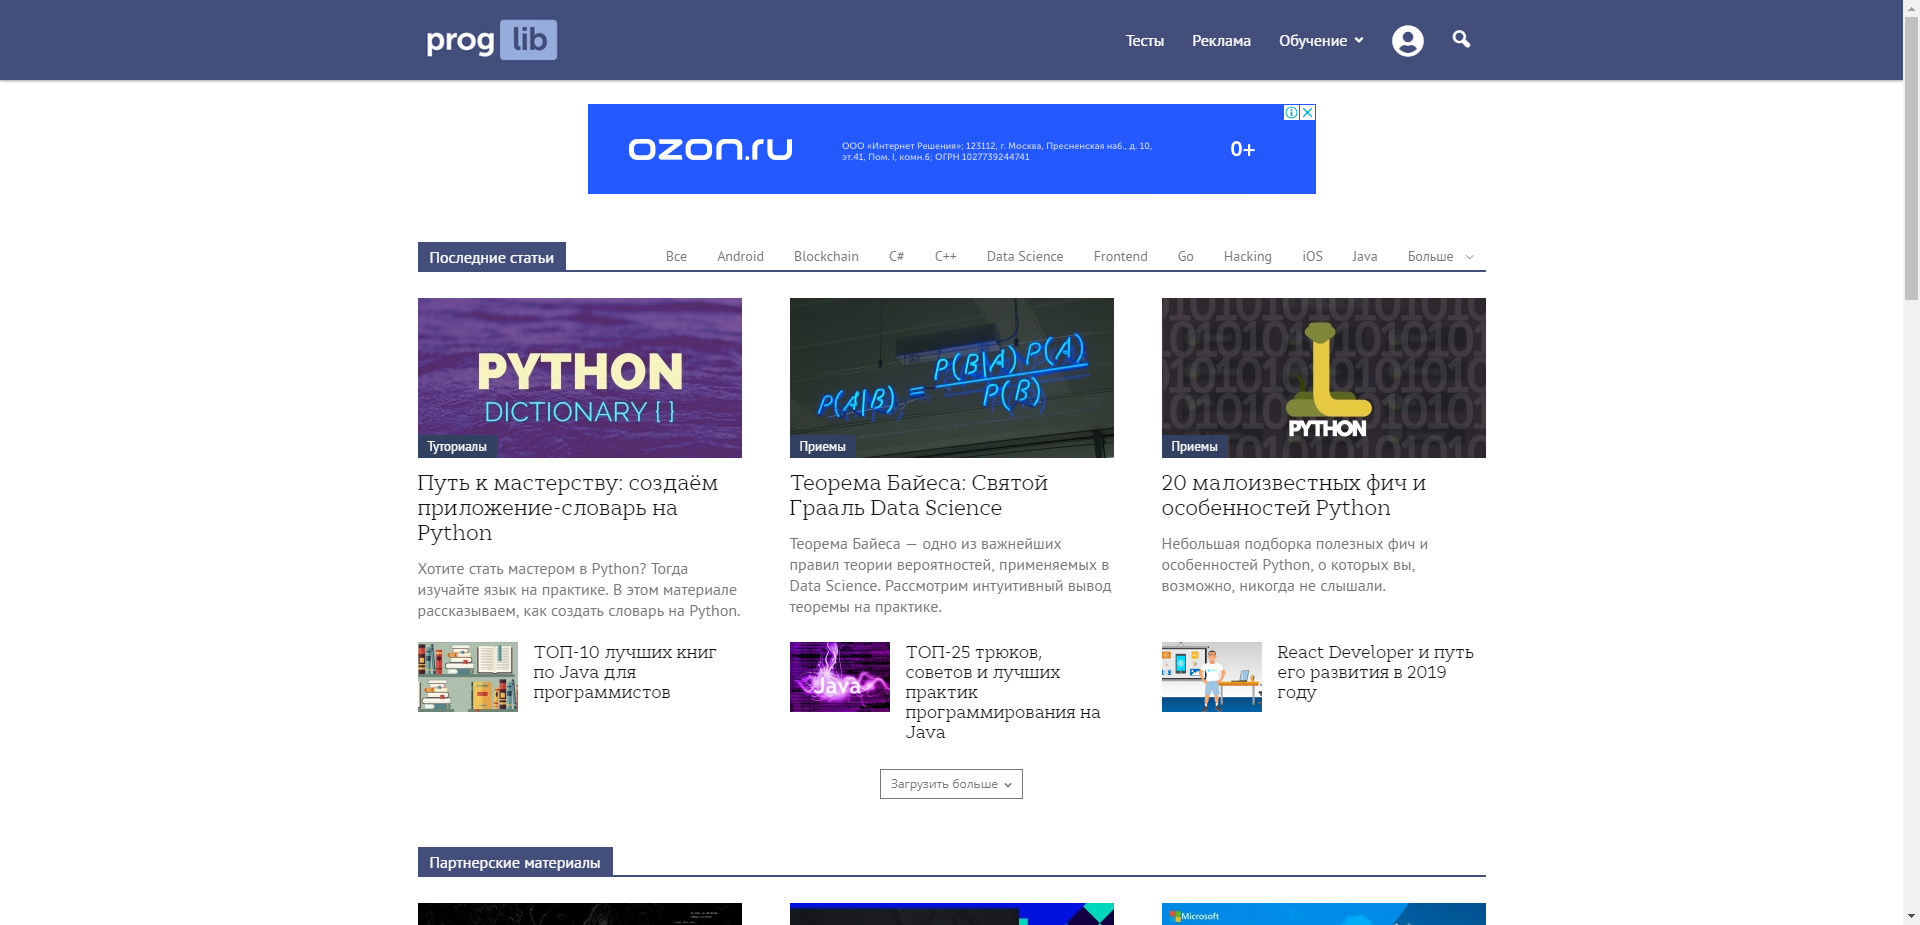 prog lib
Тесты
Реклама
Обучение
ozon.ru
ООО «Интернет Решения»; 123112, г. Москва, Пресненская наб., д. 10,
эт.41, Пом. I, комн.6; ОГРН 1027739244741
0+
Последние статьи
Все
Android
Blockchain
C#
C++
Data Science
Frontend
Go
Hacking
iOS
Java
Больше
PYTHON
DICTIONARY { }
Туториалы
Путь к мастерству: создаём
приложение-словарь на
Python
Хотите стать мастером в Python? Тогда
изучайте язык на практике. В этом материале
рассказываем, как создать словарь на Python.
P(A|B) = P(B|A) P(A)
P(B)
Приемы
Теорема Байеса: Святой
Грааль Data Science
Теорема Байеса — одно из важнейших
правил теории вероятностей, применяемых в
Data Science. Рассмотрим интуитивный вывод
теоремы на практике.
PYTHON
Приемы
20 малоизвестных фич и
особенностей Python
Небольшая подборка полезных фич и
особенностей Python, о которых вы,
возможно, никогда не слышали.
ТОП-10 лучших книг
по Java для
программистов
Java
ТОП-25 трюков,
советов и лучших
практик
программирования на
Java
React Developer и путь
его развития в 2019
году
Загрузить больше
Партнерские материалы
Microsoft